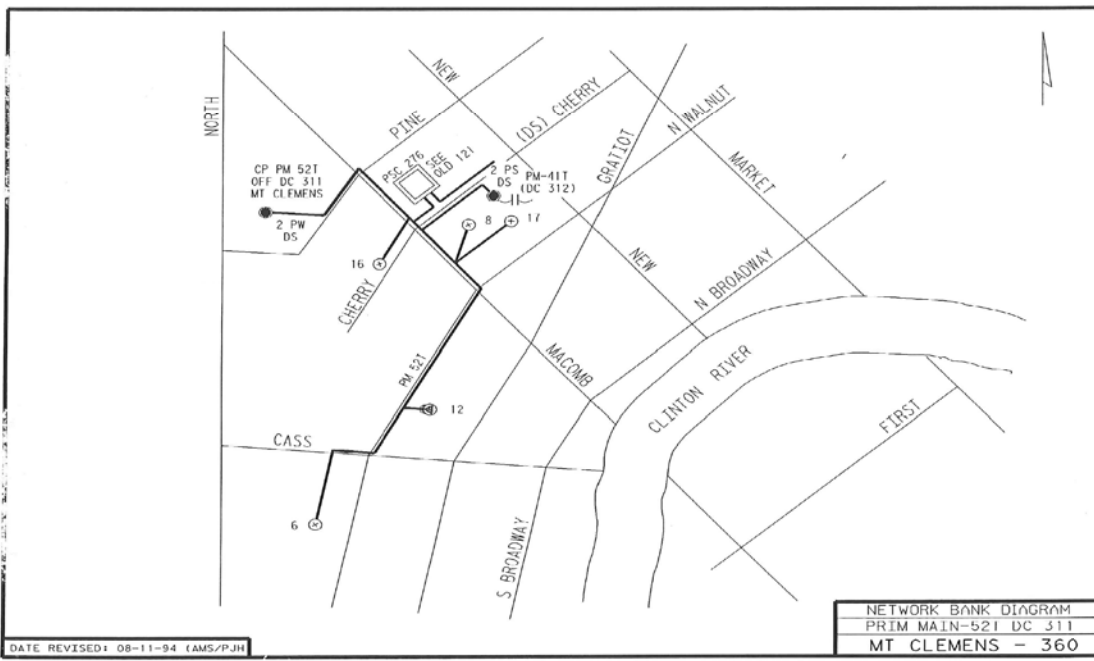 NORTH
NEW
PINE
(DS) CHERRY
N WALNUT
GRATIOT
MARKET
PSC 276
SEE
OLD 121
2 PS
DS
PM-41T
(DC 312)
CP PM 52T
OFF DC 311
MT CLEMENS
2 PW
DS
8
17
16
CHERRY
NEW
N BROADWAY
PM 52T
MACOMB
CLINTON RIVER
12
FIRST
CASS
6
S BROADWAY
DATE REVISED: 08-11-94 (AMS/PJH
NETWORK BANK DIAGRAM
PRIM MAIN-52T DC 311
MT CLEMENS - 360